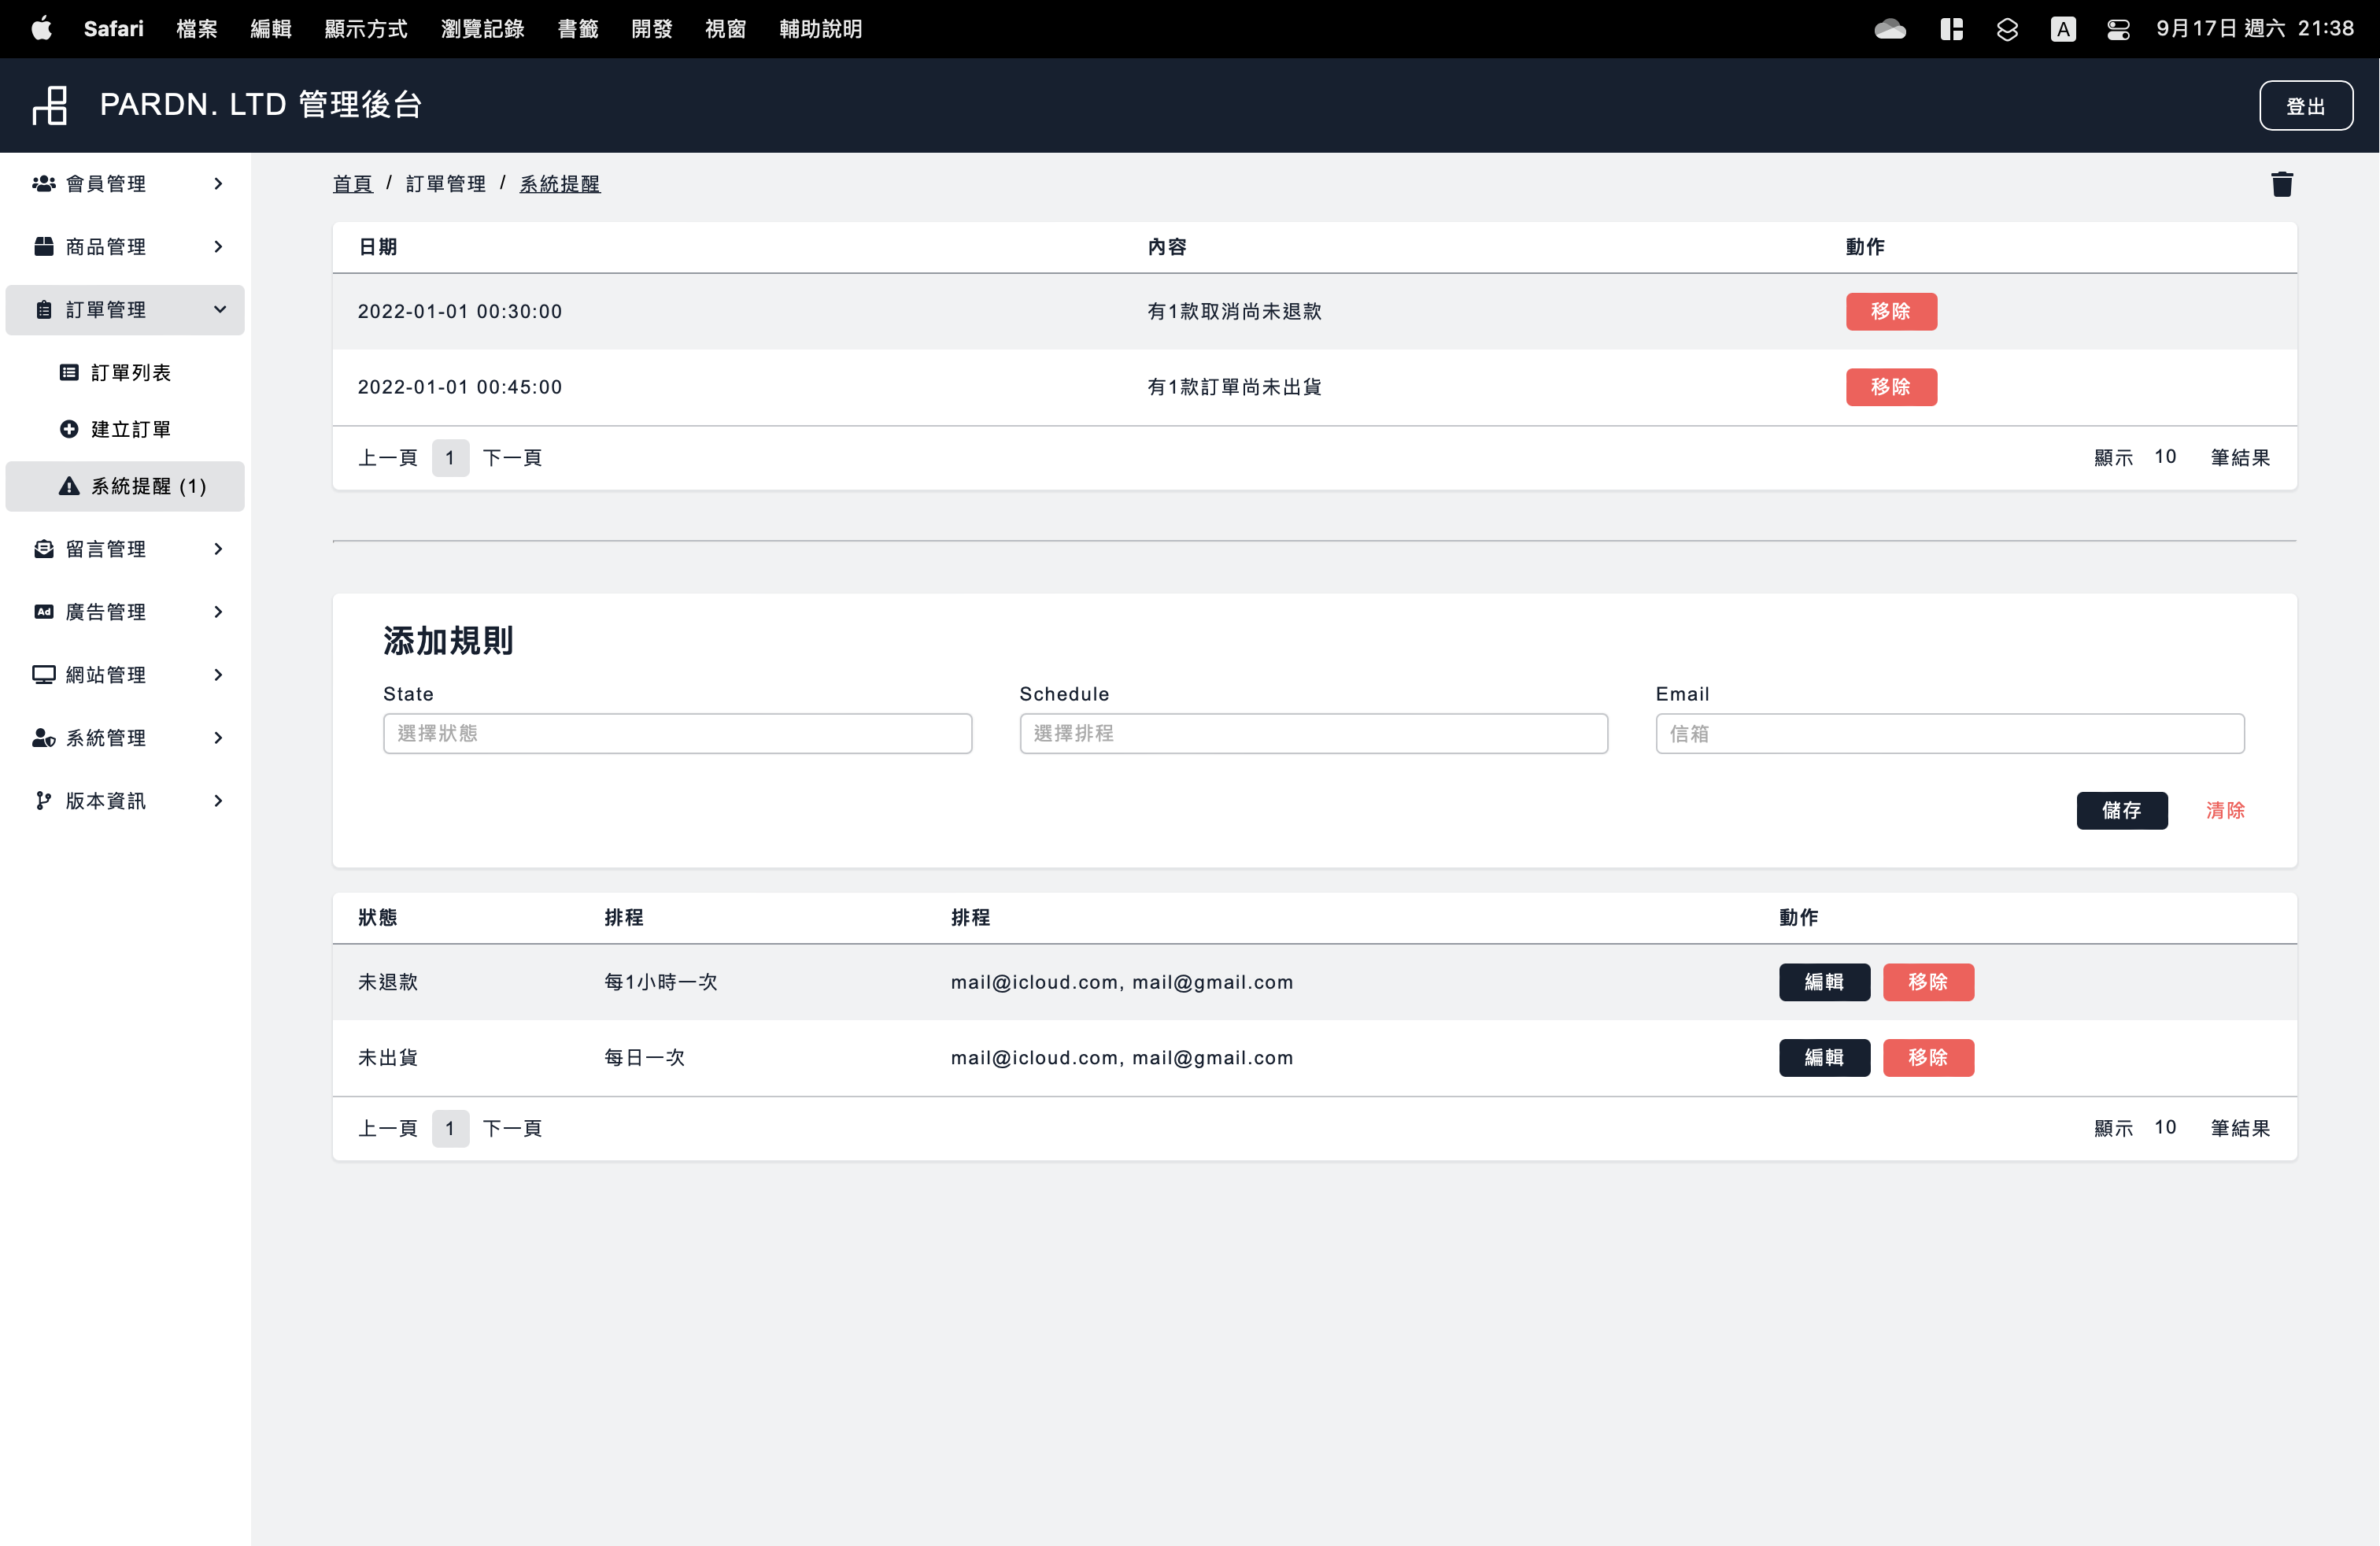 Safari 檔案 編輯 顯示方式 瀏覽記錄 書籤 開發 視窗 輔助說明 A 9月17日 週六 21:38
PARDN. LTD 管理後台 登出
會員管理
商品管理
訂單管理
訂單列表
建立訂單
系統提醒 (1)
留言管理
Ad 廣告管理
網站管理
系統管理
版本資訊
首頁 / 訂單管理 / 系統提醒
日期 內容 動作
2022-01-01 00:30:00 有1款取消尚未退款 移除
2022-01-01 00:45:00 有1款訂單尚未出貨 移除
上一頁 1 下一頁 顯示 10 筆結果
添加規則
State Schedule Email
選擇狀態 選擇排程 信箱
儲存 清除
狀態 排程 排程 動作
未退款 每1小時一次 mail@icloud.com, mail@gmail.com 編輯 移除
未出貨 每日一次 mail@icloud.com, mail@gmail.com 編輯 移除
上一頁 1 下一頁 顯示 10 筆結果